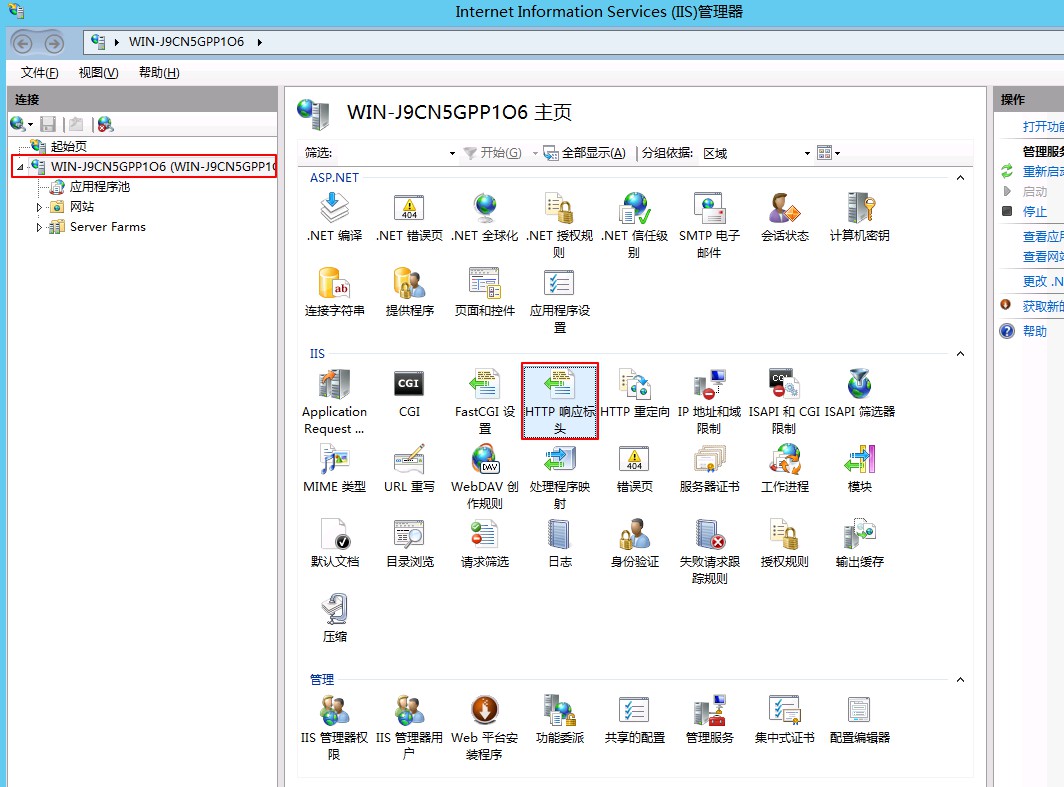 Internet Information Services (IIS)管理器
WIN-J9CN5GPP1O6
文件(F) 视图(V) 帮助(H)
连接
起始页
WIN-J9CN5GPP1O6 (WIN-J9CN5GPP1O
应用程序池
网站
Server Farms
WIN-J9CN5GPP1O6 主页
筛选: 开始(G) 全部显示(A) 分组依据: 区域
ASP.NET
.NET 编译 .NET 错误页 .NET 全球化 .NET 授权规 .NET 信任级 SMTP 电子 会话状态 计算机密钥
则 别 邮件
ab
连接字符串 提供程序 页面和控件 应用程序设
置
IIS
CGI
Application CGI FastCGI 设 HTTP 响应标 HTTP 重定向 IP 地址和域 ISAPI 和 CGI ISAPI 筛选器
Request ... 置 头 限制 限制
DAV 404
MIME 类型 URL 重写 WebDAV 创 处理程序映 错误页 服务器证书 工作进程 模块
作规则 射
默认文档 目录浏览 请求筛选 日志 身份验证 失败请求跟 授权规则 输出缓存
踪规则
压缩
管理
IIS 管理器权 IIS 管理器用 Web 平台安 功能委派 共享的配置 管理服务 集中式证书 配置编辑器
限 户 装程序
操作
打开功能
管理服务
重新启动
启动
停止
查看应用
查看网站
更改 .N
获取新的
帮助